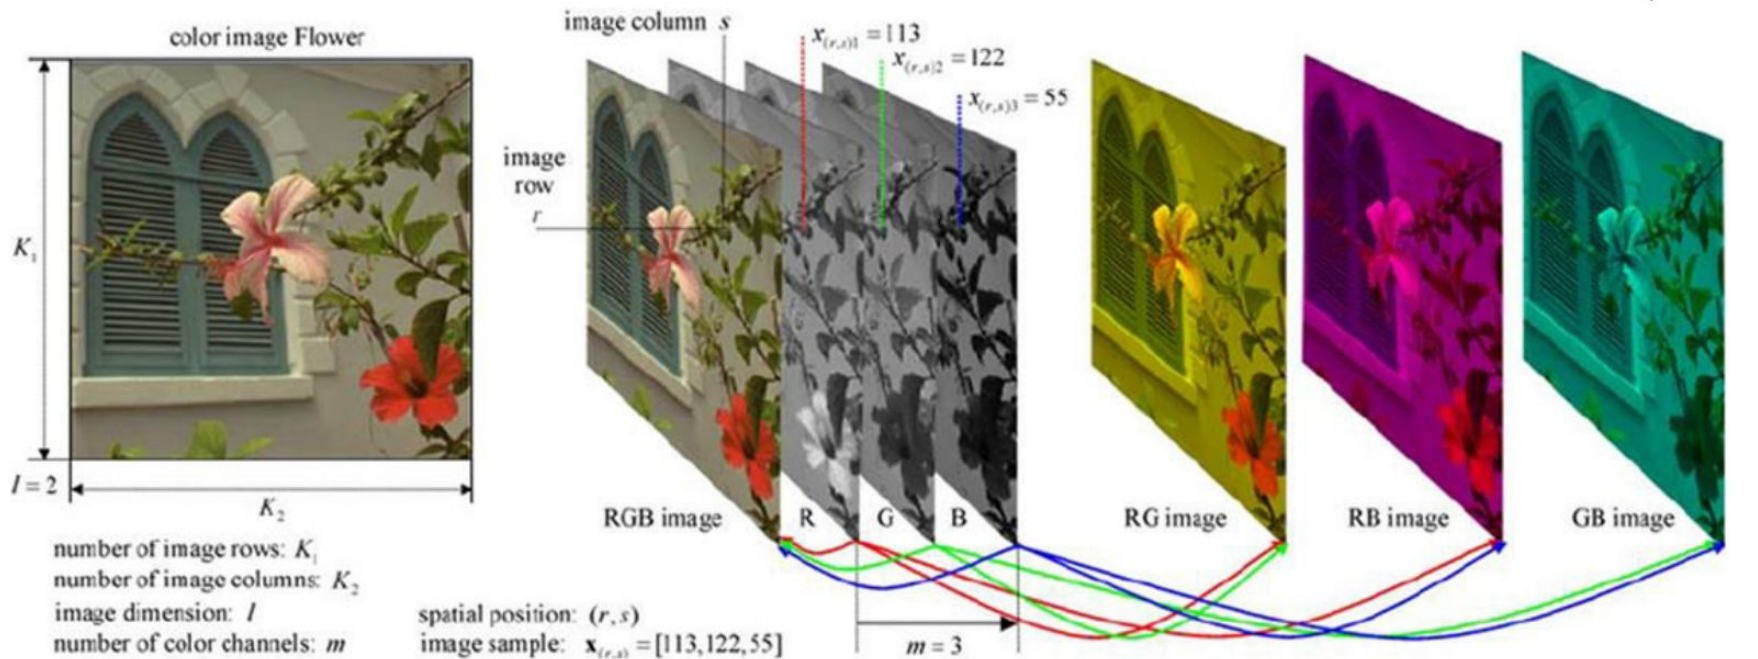 color image Flower
K₁
l = 2
K₂
number of image rows: K₁
number of image columns: K₂
image dimension: l
number of color channels: m
image column s
x₍ᵣ,ₛ₎₁ = 113
x₍ᵣ,ₛ₎₂ = 122
x₍ᵣ,ₛ₎₃ = 55
image
row
r
RGB image
R
G
B
RG image
RB image
GB image
spatial position: (r, s)
image sample: x₍ᵣ,ₛ₎ = [113, 122, 55]
m = 3